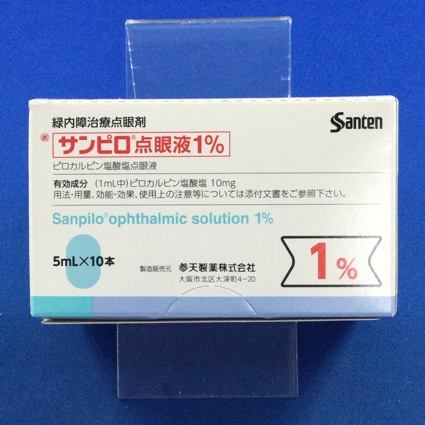 緑内障治療点眼剤
Santen
劇 サンピロ®点眼液1%
ピロカルピン塩酸塩点眼液
有効成分 (1mL中)ピロカルピン塩酸塩 10mg
用法・用量、効能・効果、使用上の注意等については添付文書をご参照下さい。
Sanpilo® ophthalmic solution 1%
5mL×10本
製造販売元 参天製薬株式会社
大阪市北区大深町4-20
1%